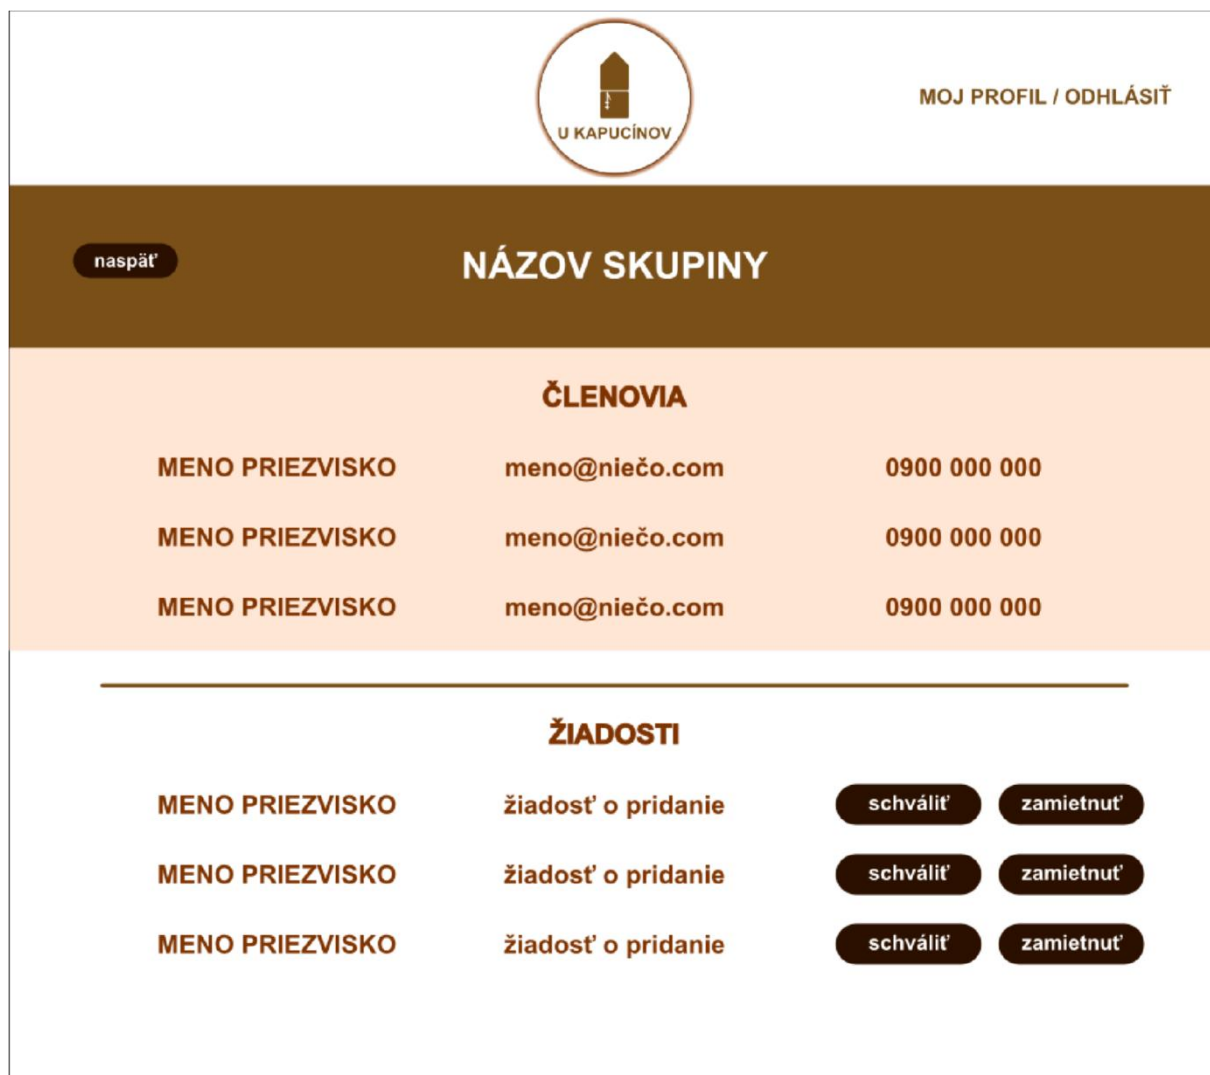 U KAPUCÍNOV
MOJ PROFIL / ODHLÁSIŤ
naspäť
NÁZOV SKUPINY
ČLENOVIA
MENO PRIEZVISKO meno@niečo.com 0900 000 000
MENO PRIEZVISKO meno@niečo.com 0900 000 000
MENO PRIEZVISKO meno@niečo.com 0900 000 000
ŽIADOSTI
MENO PRIEZVISKO žiadosť o pridanie schváliť zamietnuť
MENO PRIEZVISKO žiadosť o pridanie schváliť zamietnuť
MENO PRIEZVISKO žiadosť o pridanie schváliť zamietnuť